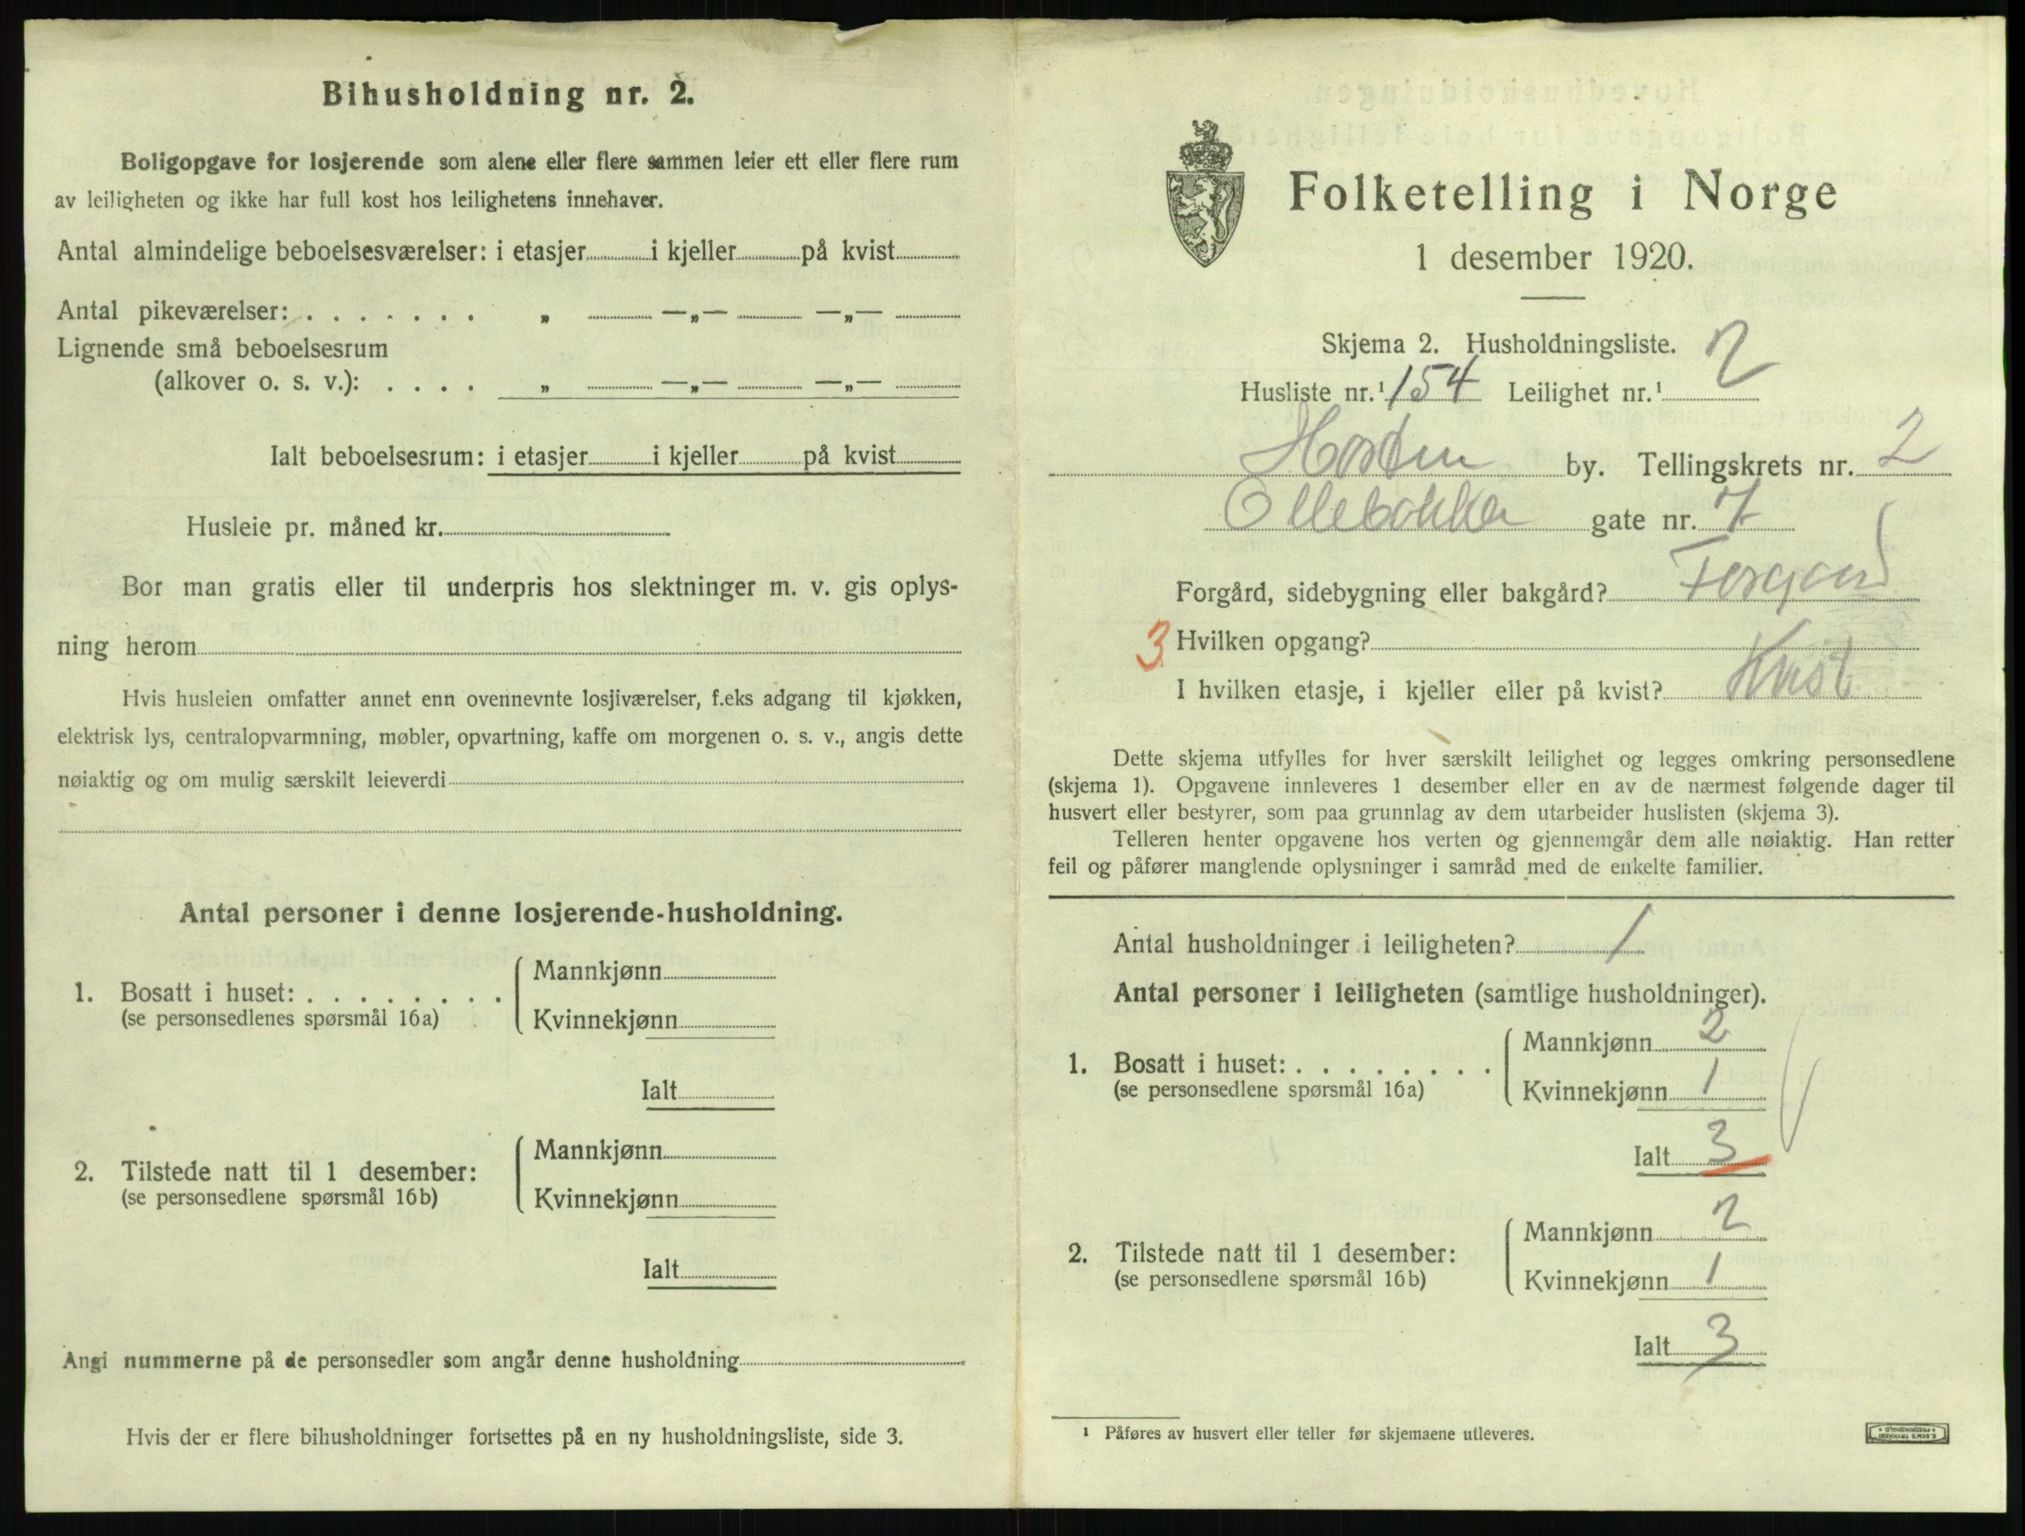 Bihusholdning nr. 2.
Boligopgave for losjerende som alene eller flere sammen leier ett eller flere rum
av leiligheten og ikke har full kost hos leilighetens innehaver.
Antal almindelige beboelsesværelser: i etasjer i kjeller på kvist
Antal pikeværelser: . . . . . . . „ —„— —„—
Lignende små beboelsesrum
(alkover o. s. v.): . . . . „ —„— —„—
Ialt beboelsesrum: i etasjer i kjeller på kvist
Husleie pr. måned kr.
Bor man gratis eller til underpris hos slektninger m. v. gis oplys-
ning herom
Hvis husleien omfatter annet enn ovennevnte losjiværelser, f.eks adgang til kjøkken,
elektrisk lys, centralopvarmning, møbler, opvartning, kaffe om morgenen o. s. v., angis dette
nøiaktig og om mulig særskilt leieverdi
Antal personer i denne losjerende-husholdning.
1. Bosatt i huset: . . . . . . . . Mannkjønn
(se personsedlenes spørsmål 16a) Kvinnekjønn
Ialt
2. Tilstede natt til 1 desember: Mannkjønn
(se personsedlene spørsmål 16b) Kvinnekjønn
Ialt
Angi nummerne på de personsedler som angår denne husholdning
Hvis der er flere bihusholdninger fortsettes på en ny husholdningsliste, side 3.
Folketelling i Norge
1 desember 1920.
Skjema 2. Husholdningsliste.
Husliste nr.¹ 154 Leilighet nr.¹ 2
Horten by. Tellingskrets nr. 2
Ollebakke gate nr. 7
Forgård, sidebygning eller bakgård? Forgård
3 Hvilken opgang?
I hvilken etasje, i kjeller eller på kvist? Kvist
Dette skjema utfylles for hver særskilt leilighet og legges omkring personsedlene
(skjema 1). Opgavene innleveres 1 desember eller en av de nærmest følgende dager til
husvert eller bestyrer, som paa grunnlag av dem utarbeider huslisten (skjema 3).
Telleren henter opgavene hos verten og gjennemgår dem alle nøiaktig. Han retter
feil og påfører manglende oplysninger i samråd med de enkelte familier.
Antal husholdninger i leiligheten? 1
Antal personer i leiligheten (samtlige husholdninger).
1. Bosatt i huset: . . . . . . . . Mannkjønn 2
(se personsedlene spørsmål 16a) Kvinnekjønn 1
Ialt 3
2. Tilstede natt til 1 desember: Mannkjønn 2
(se personsedlene spørsmål 16b) Kvinnekjønn 1
Ialt 3
¹ Påføres av husvert eller teller før skjemaene utleveres.